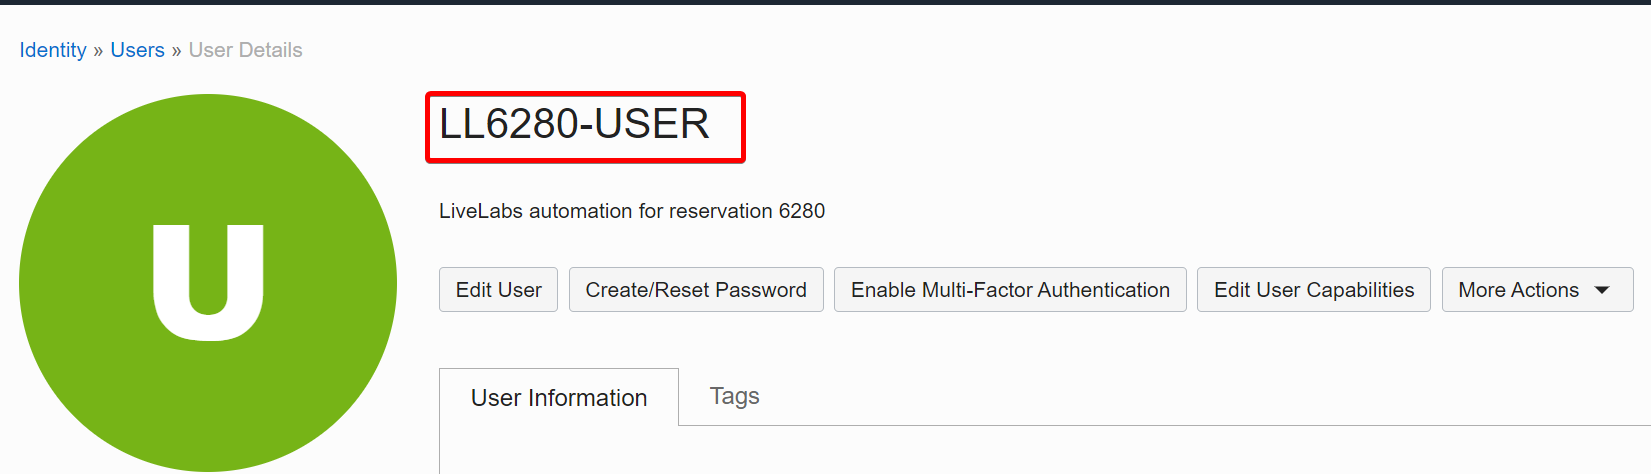 Identity » Users » User Details
U
LL6280-USER
LiveLabs automation for reservation 6280
Edit User Create/Reset Password Enable Multi-Factor Authentication Edit User Capabilities More Actions
User Information Tags